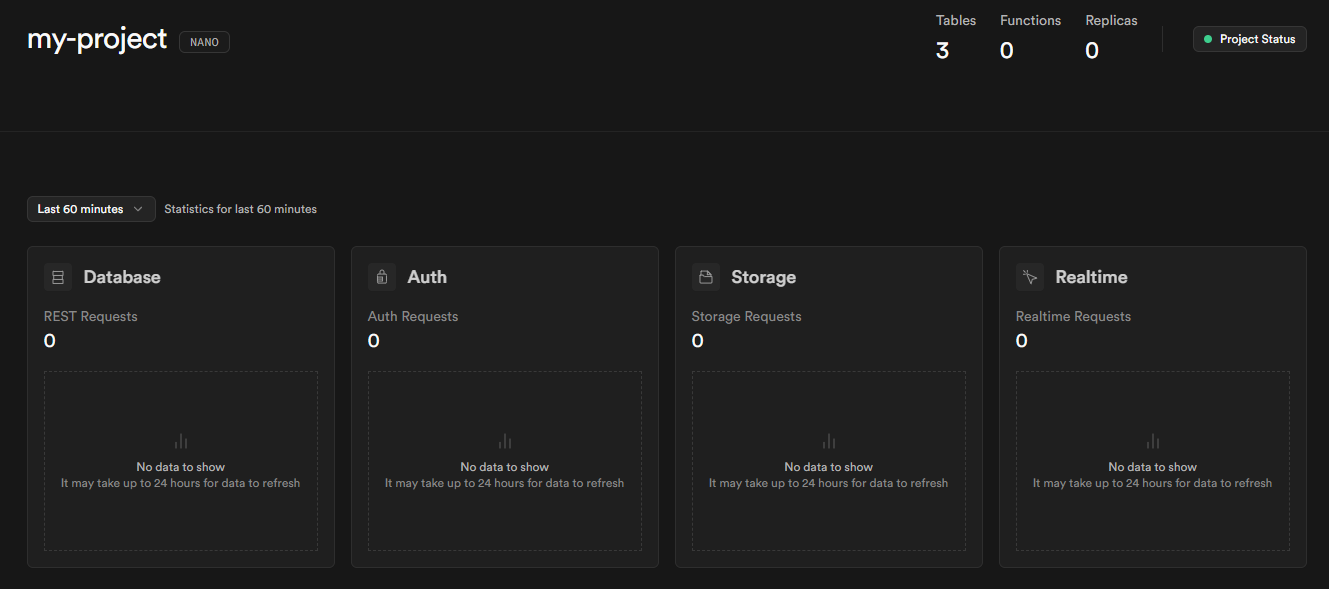 my-project
NANO
Tables
Functions
Replicas
3
0
0
Project Status
Last 60 minutes
Statistics for last 60 minutes
Database
REST Requests
0
No data to show
It may take up to 24 hours for data to refresh
Auth
Auth Requests
0
No data to show
It may take up to 24 hours for data to refresh
Storage
Storage Requests
0
No data to show
It may take up to 24 hours for data to refresh
Realtime
Realtime Requests
0
No data to show
It may take up to 24 hours for data to refresh